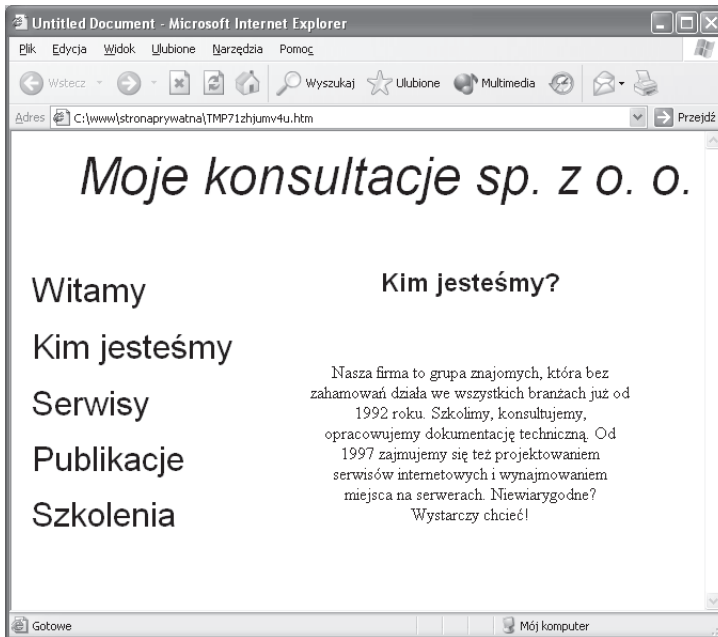 Untitled Document - Microsoft Internet Explorer
Plik Edycja Widok Ulubione Narzędzia Pomoc
Wstecz Wyszukaj Ulubione Multimedia
Adres C:\www\stronaprywatna\TMP71zhjumv4u.htm Przejdź
Moje konsultacje sp. z o. o.
Witamy
Kim jesteśmy
Serwisy
Publikacje
Szkolenia
Kim jesteśmy?
Nasza firma to grupa znajomych, która bez
zahamowań działa we wszystkich branżach już od
1992 roku. Szkolimy, konsultujemy,
opracowujemy dokumentację techniczną. Od
1997 zajmujemy się też projektowaniem
serwisów internetowych i wynajmowaniem
miejsca na serwerach. Niewiarygodne?
Wystarczy chcieć!
Gotowe Mój komputer